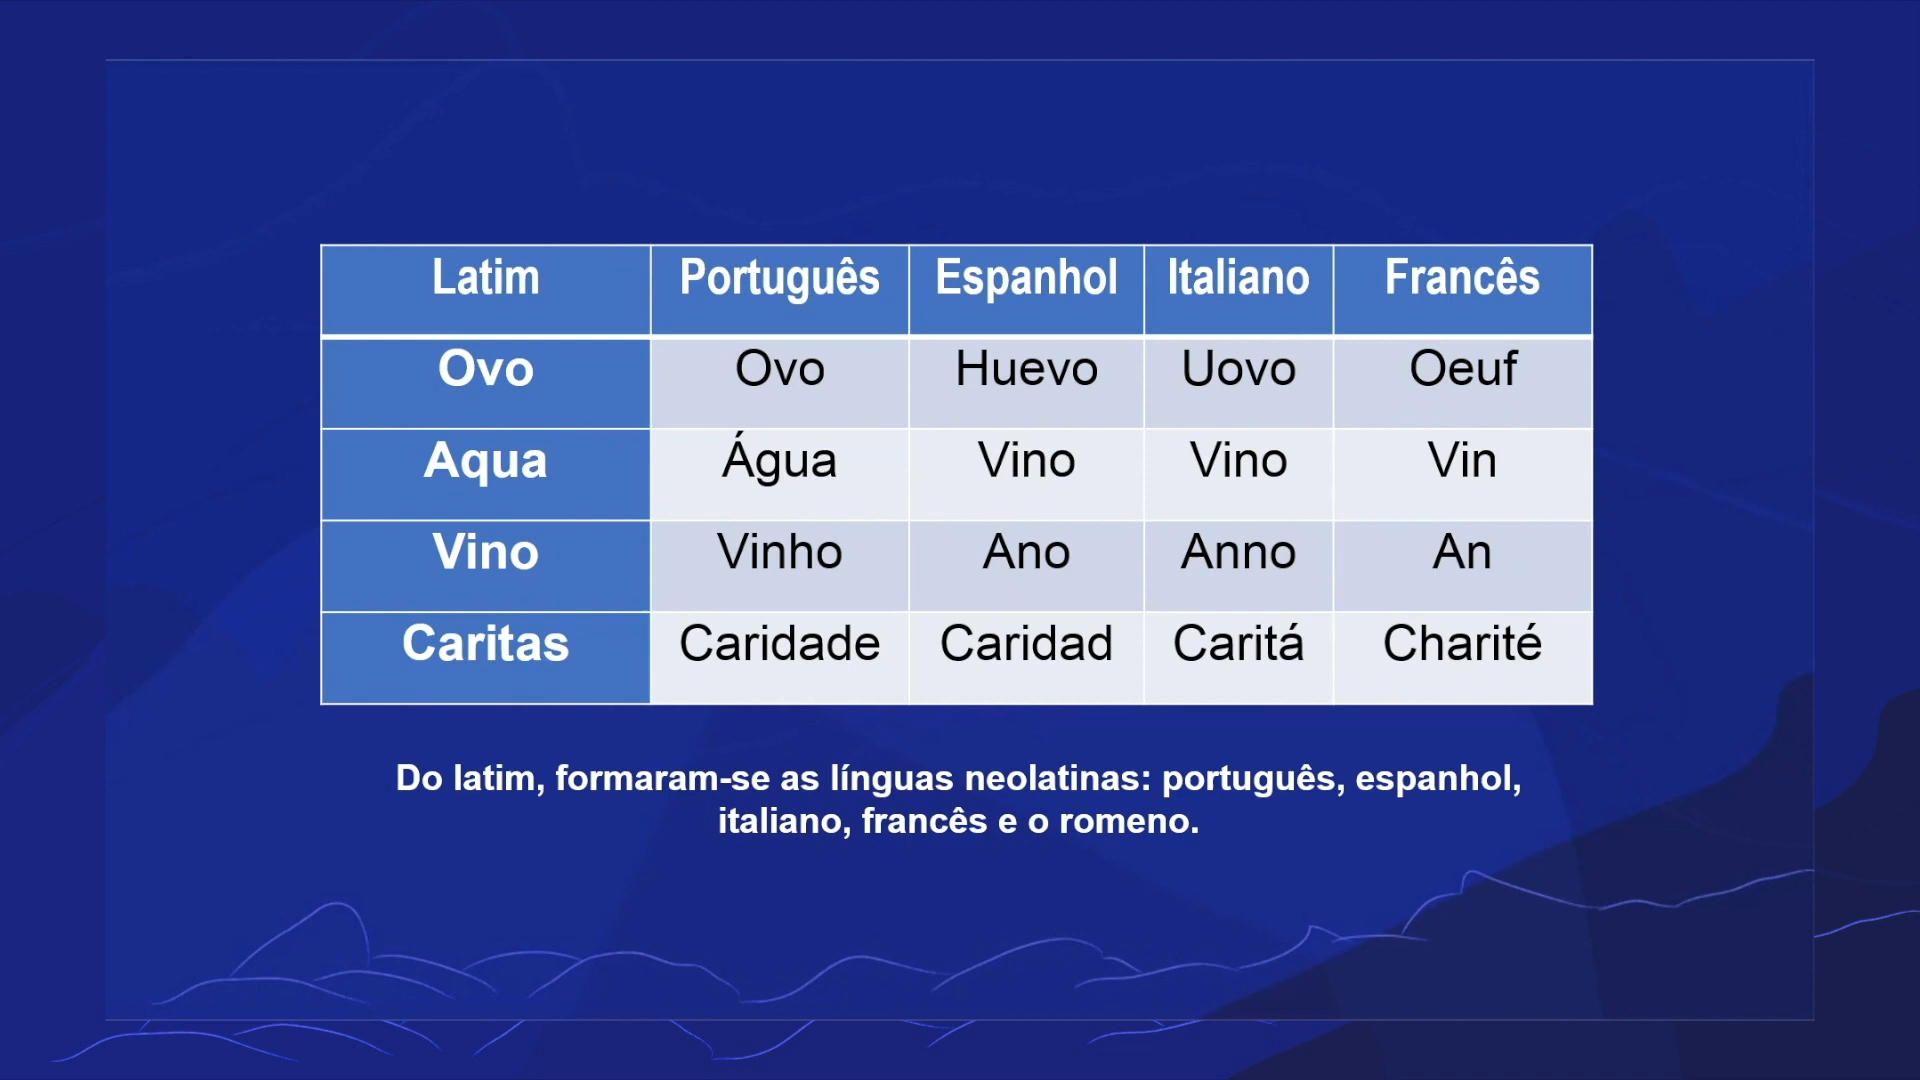 Latim Português Espanhol Italiano Francês
Ovo Ovo Huevo Uovo Oeuf
Aqua Água Vino Vino Vin
Vino Vinho Ano Anno An
Caritas Caridade Caridad Caritá Charité
Do latim, formaram-se as línguas neolatinas: português, espanhol,
italiano, francês e o romeno.